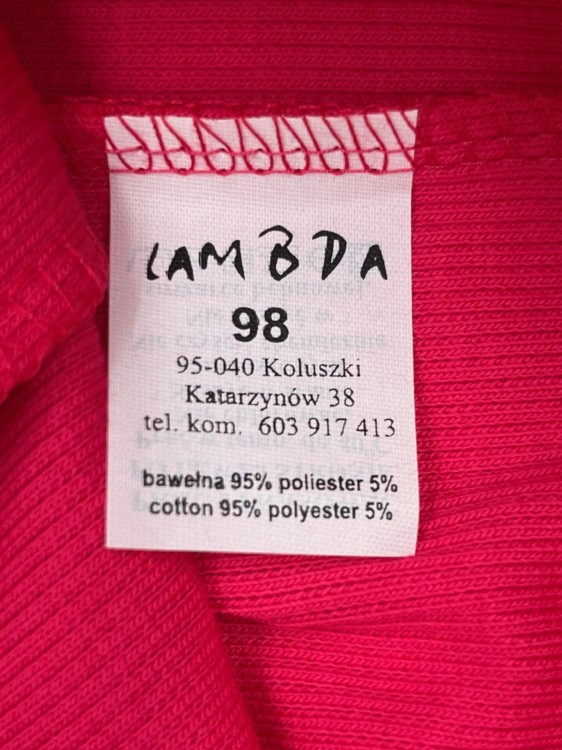 LAMBDA
98
95-040 Koluszki
Katarzynów 38
tel. kom. 603 917 413
bawełna 95% poliester 5%
cotton 95% polyester 5%